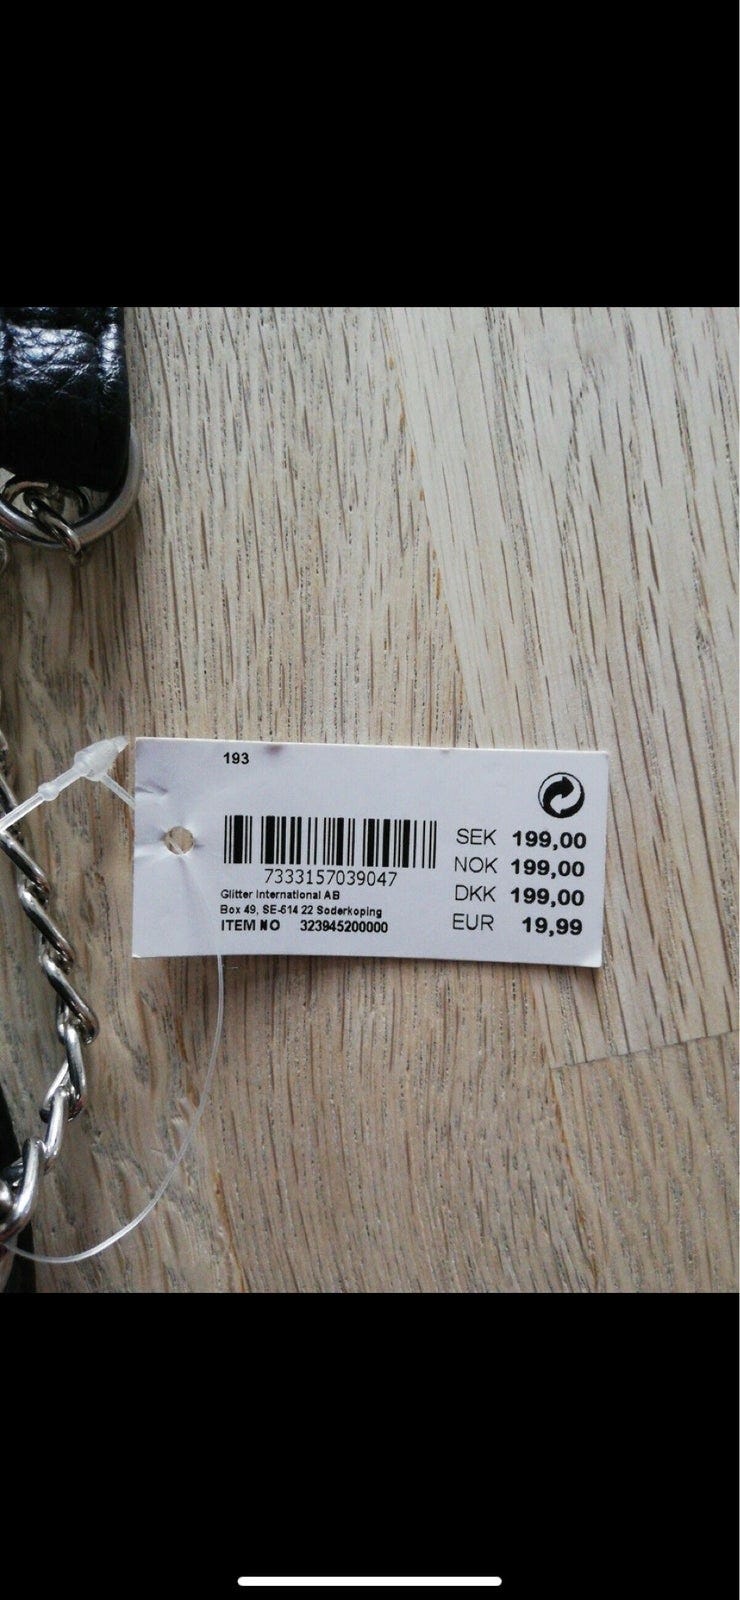 193
7333157039047
Glitter International AB
Box 49, SE-614 22 Soderkoping
ITEM NO 323945200000
SEK 199,00
NOK 199,00
DKK 199,00
EUR 19,99